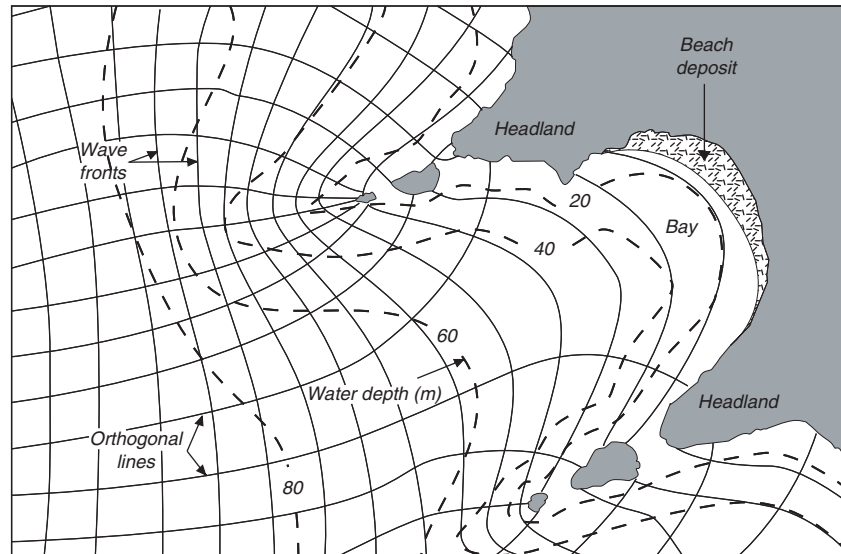 Beach
deposit
Headland
Wave
fronts
20
Bay
40
60
Water depth (m)
Headland
Orthogonal
lines
80